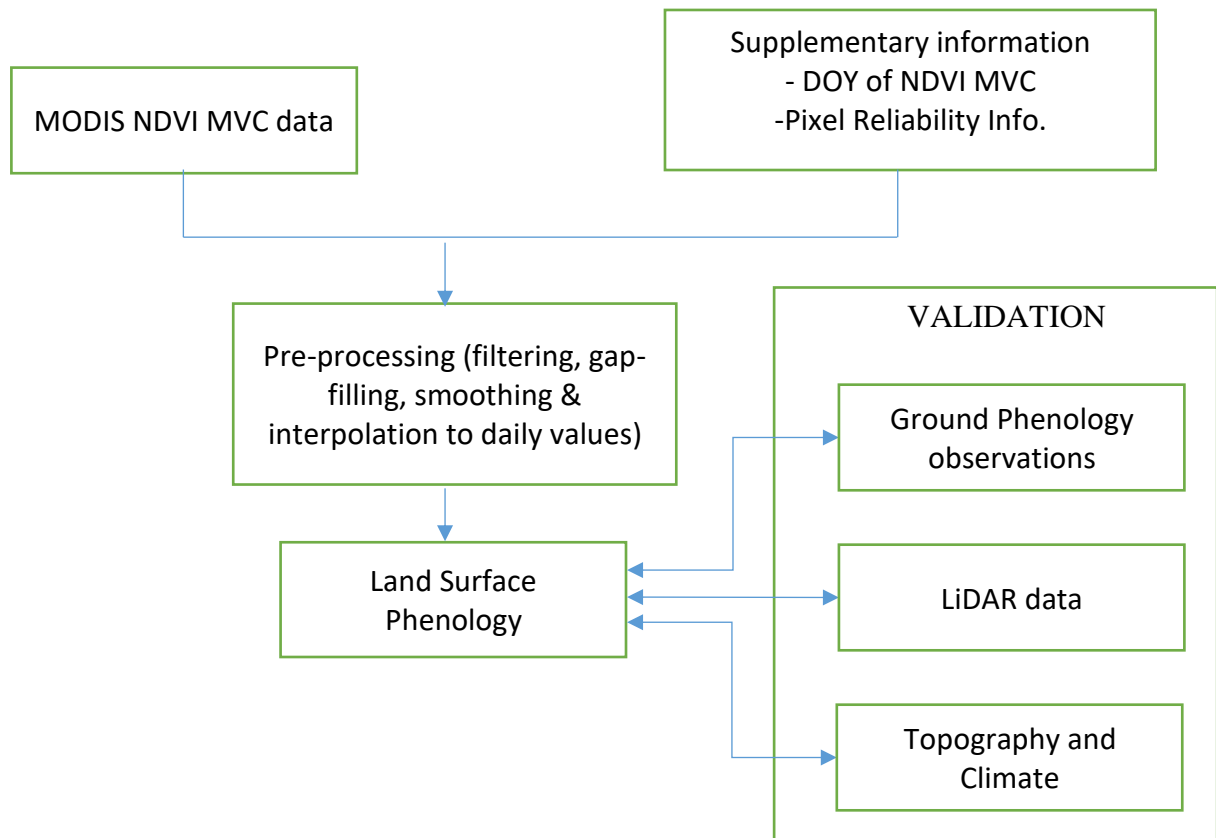 MODIS NDVI MVC data
Supplementary information
- DOY of NDVI MVC
-Pixel Reliability Info.
Pre-processing (filtering, gap-
filling, smoothing &
interpolation to daily values)
Land Surface
Phenology
VALIDATION
Ground Phenology
observations
LiDAR data
Topography and
Climate